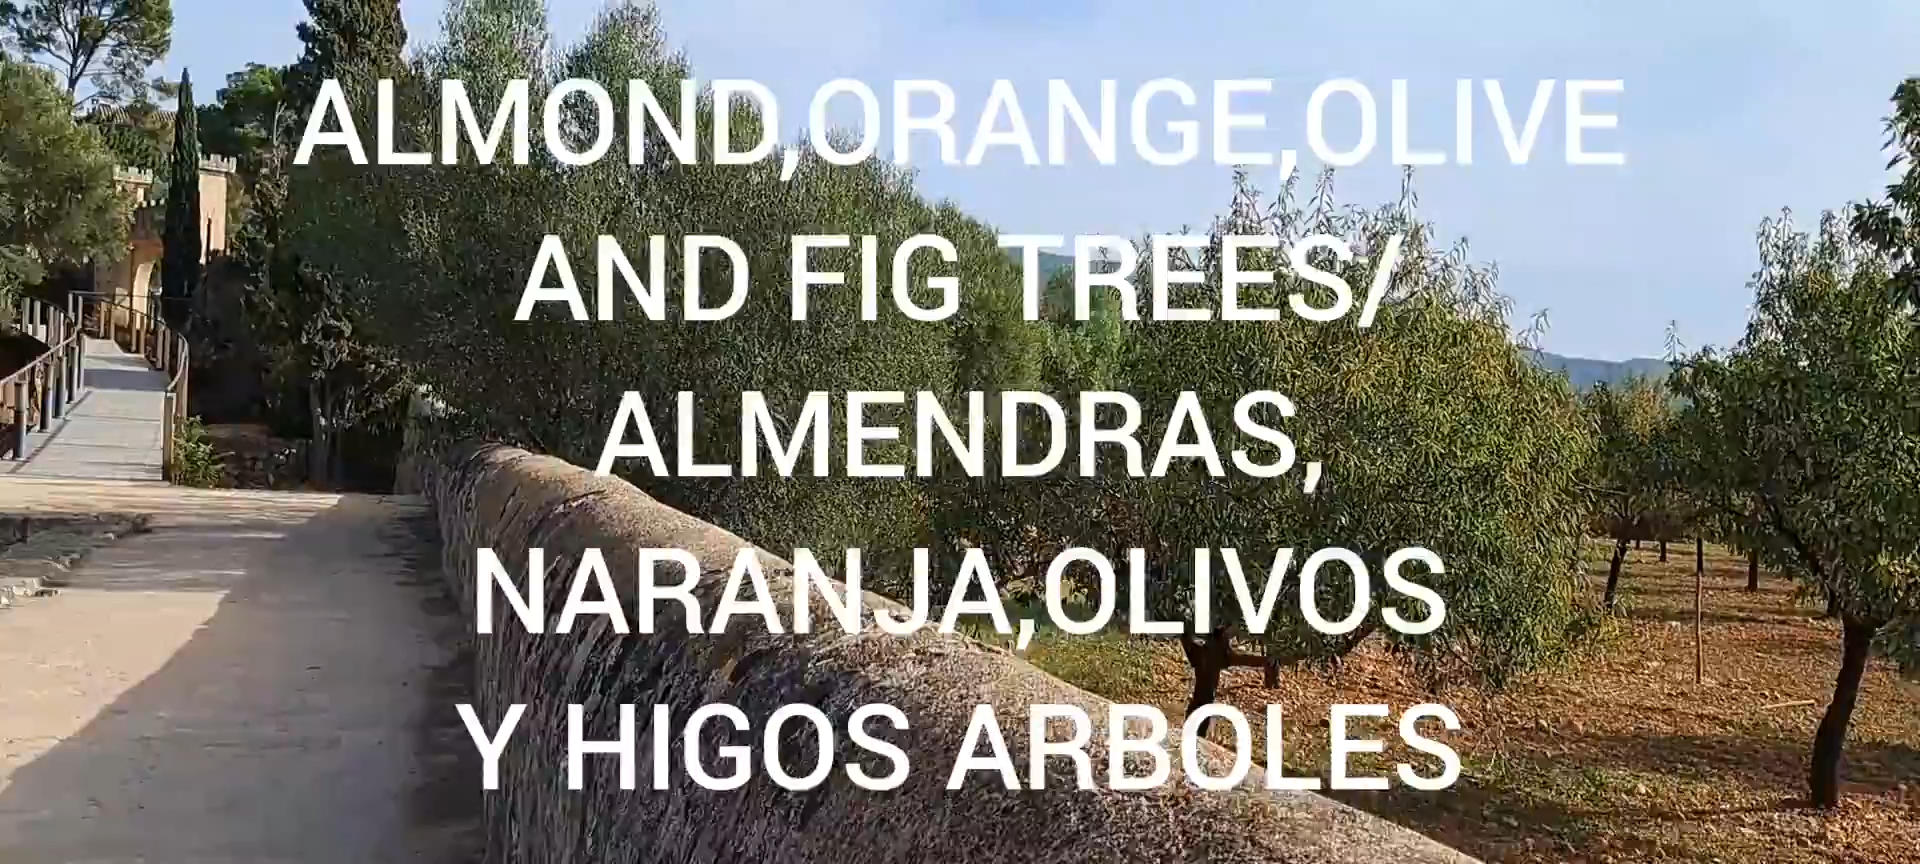 ALMOND,ORANGE,OLIVE
AND FIG TREES/
ALMENDRAS,
NARANJA,OLIVOS
Y HIGOS ARBOLES